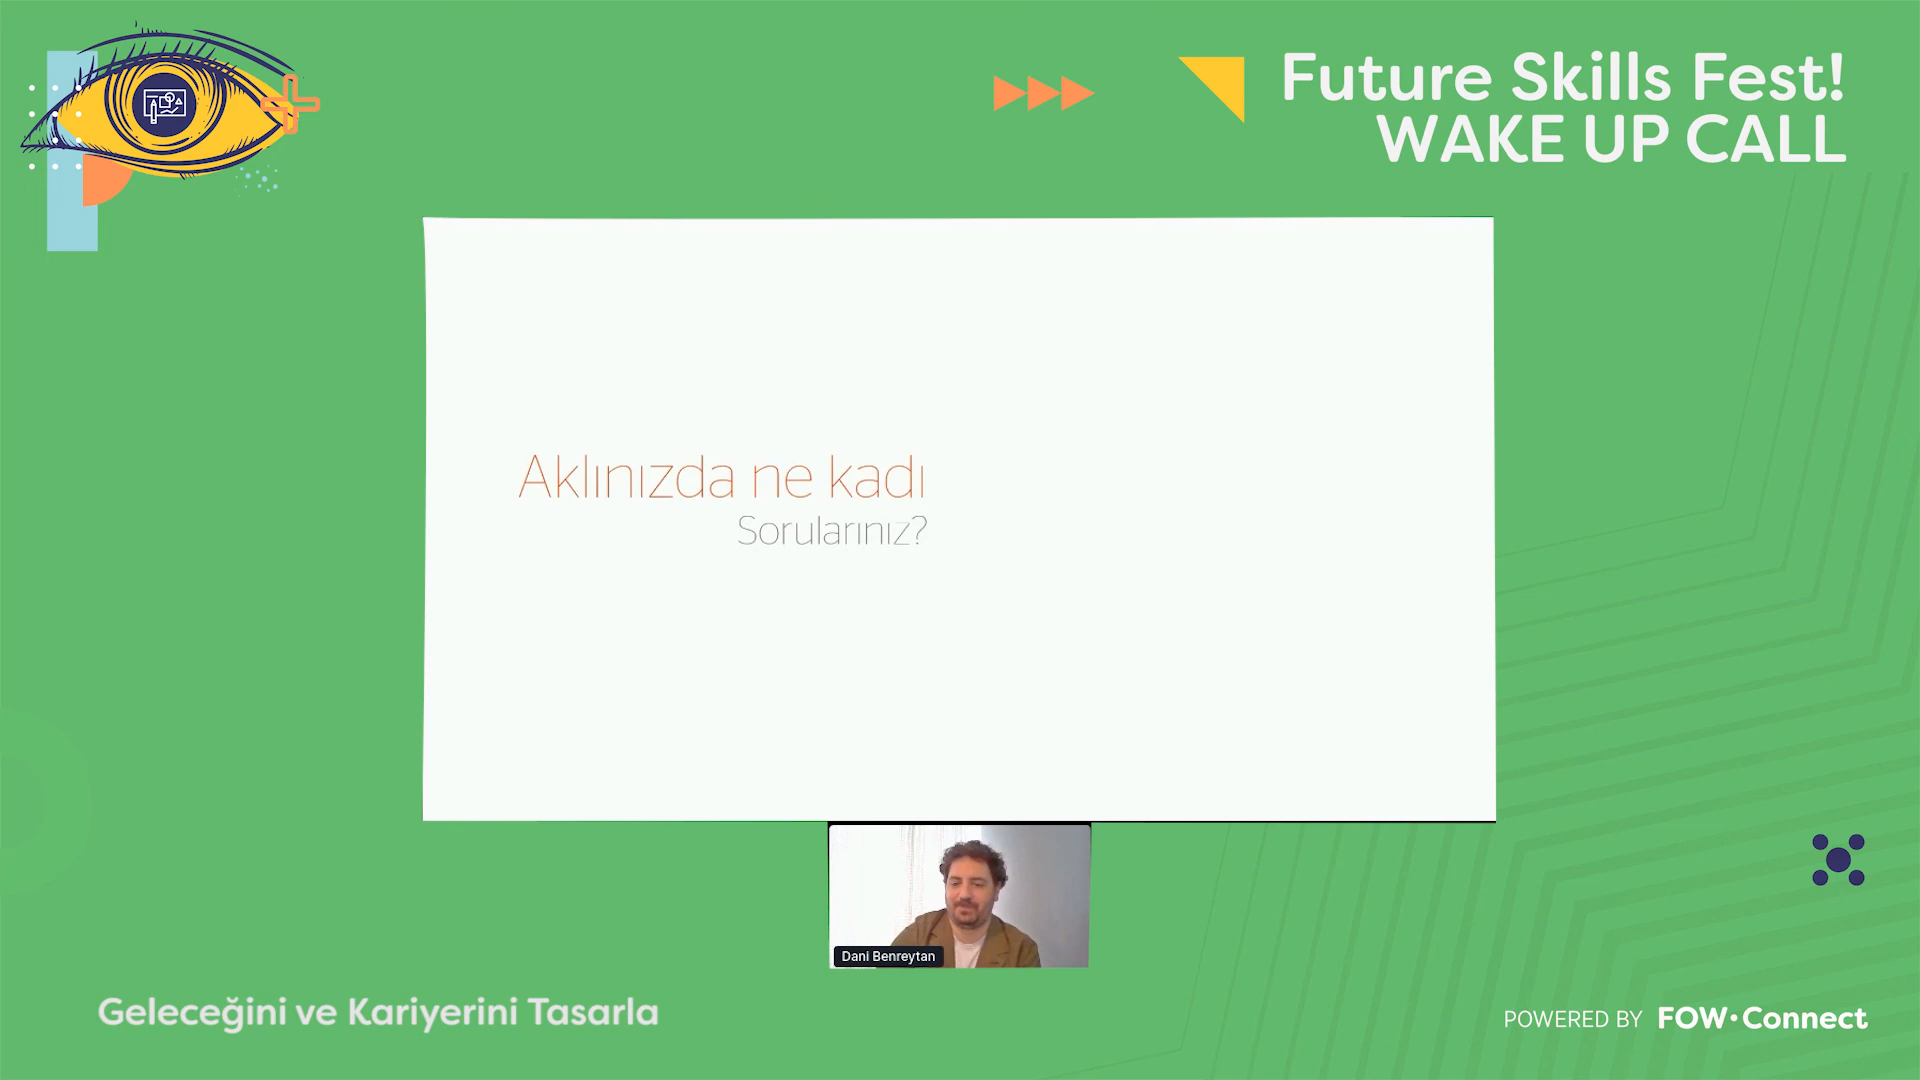 Future Skills Fest!
WAKE UP CALL
Aklınızda ne kadı
Sorularınız?
Dani Benreytan
Geleceğini ve Kariyerini Tasarla
POWERED BY FOW·Connect